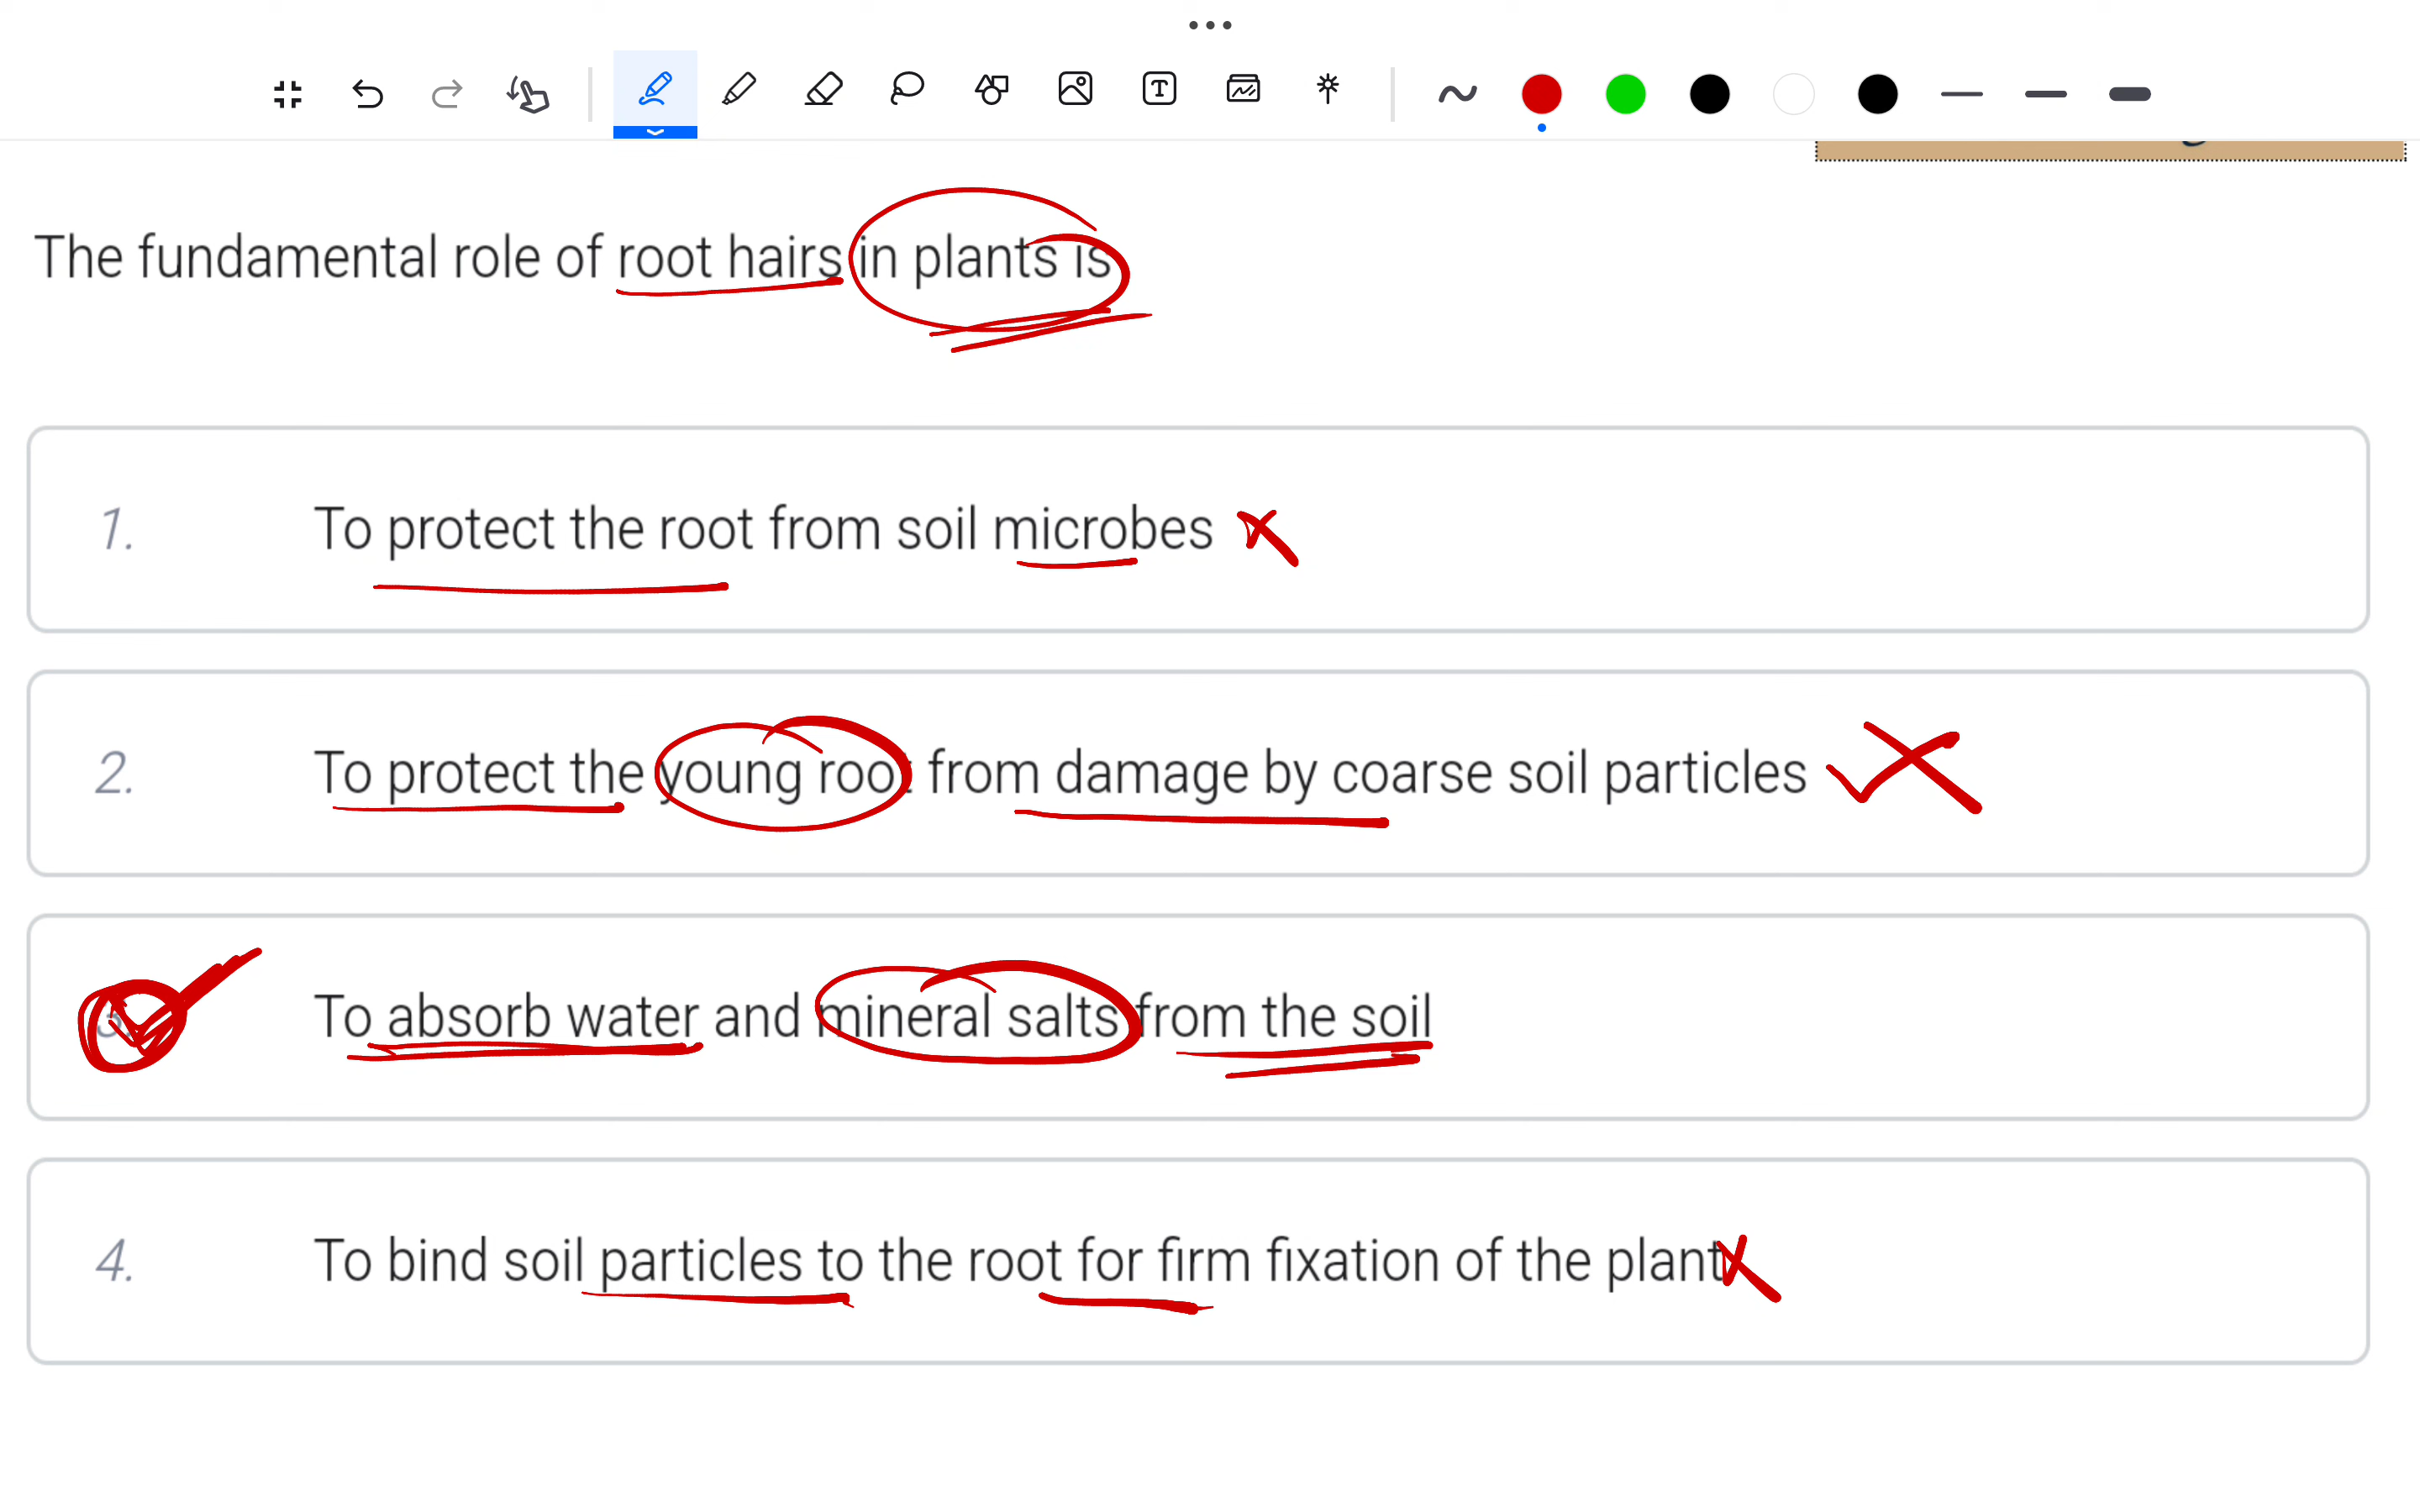 The fundamental role of root hairs in plants is
1. To protect the root from soil microbes
2. To protect the young root from damage by coarse soil particles
3. To absorb water and mineral salts from the soil
4. To bind soil particles to the root for firm fixation of the plant